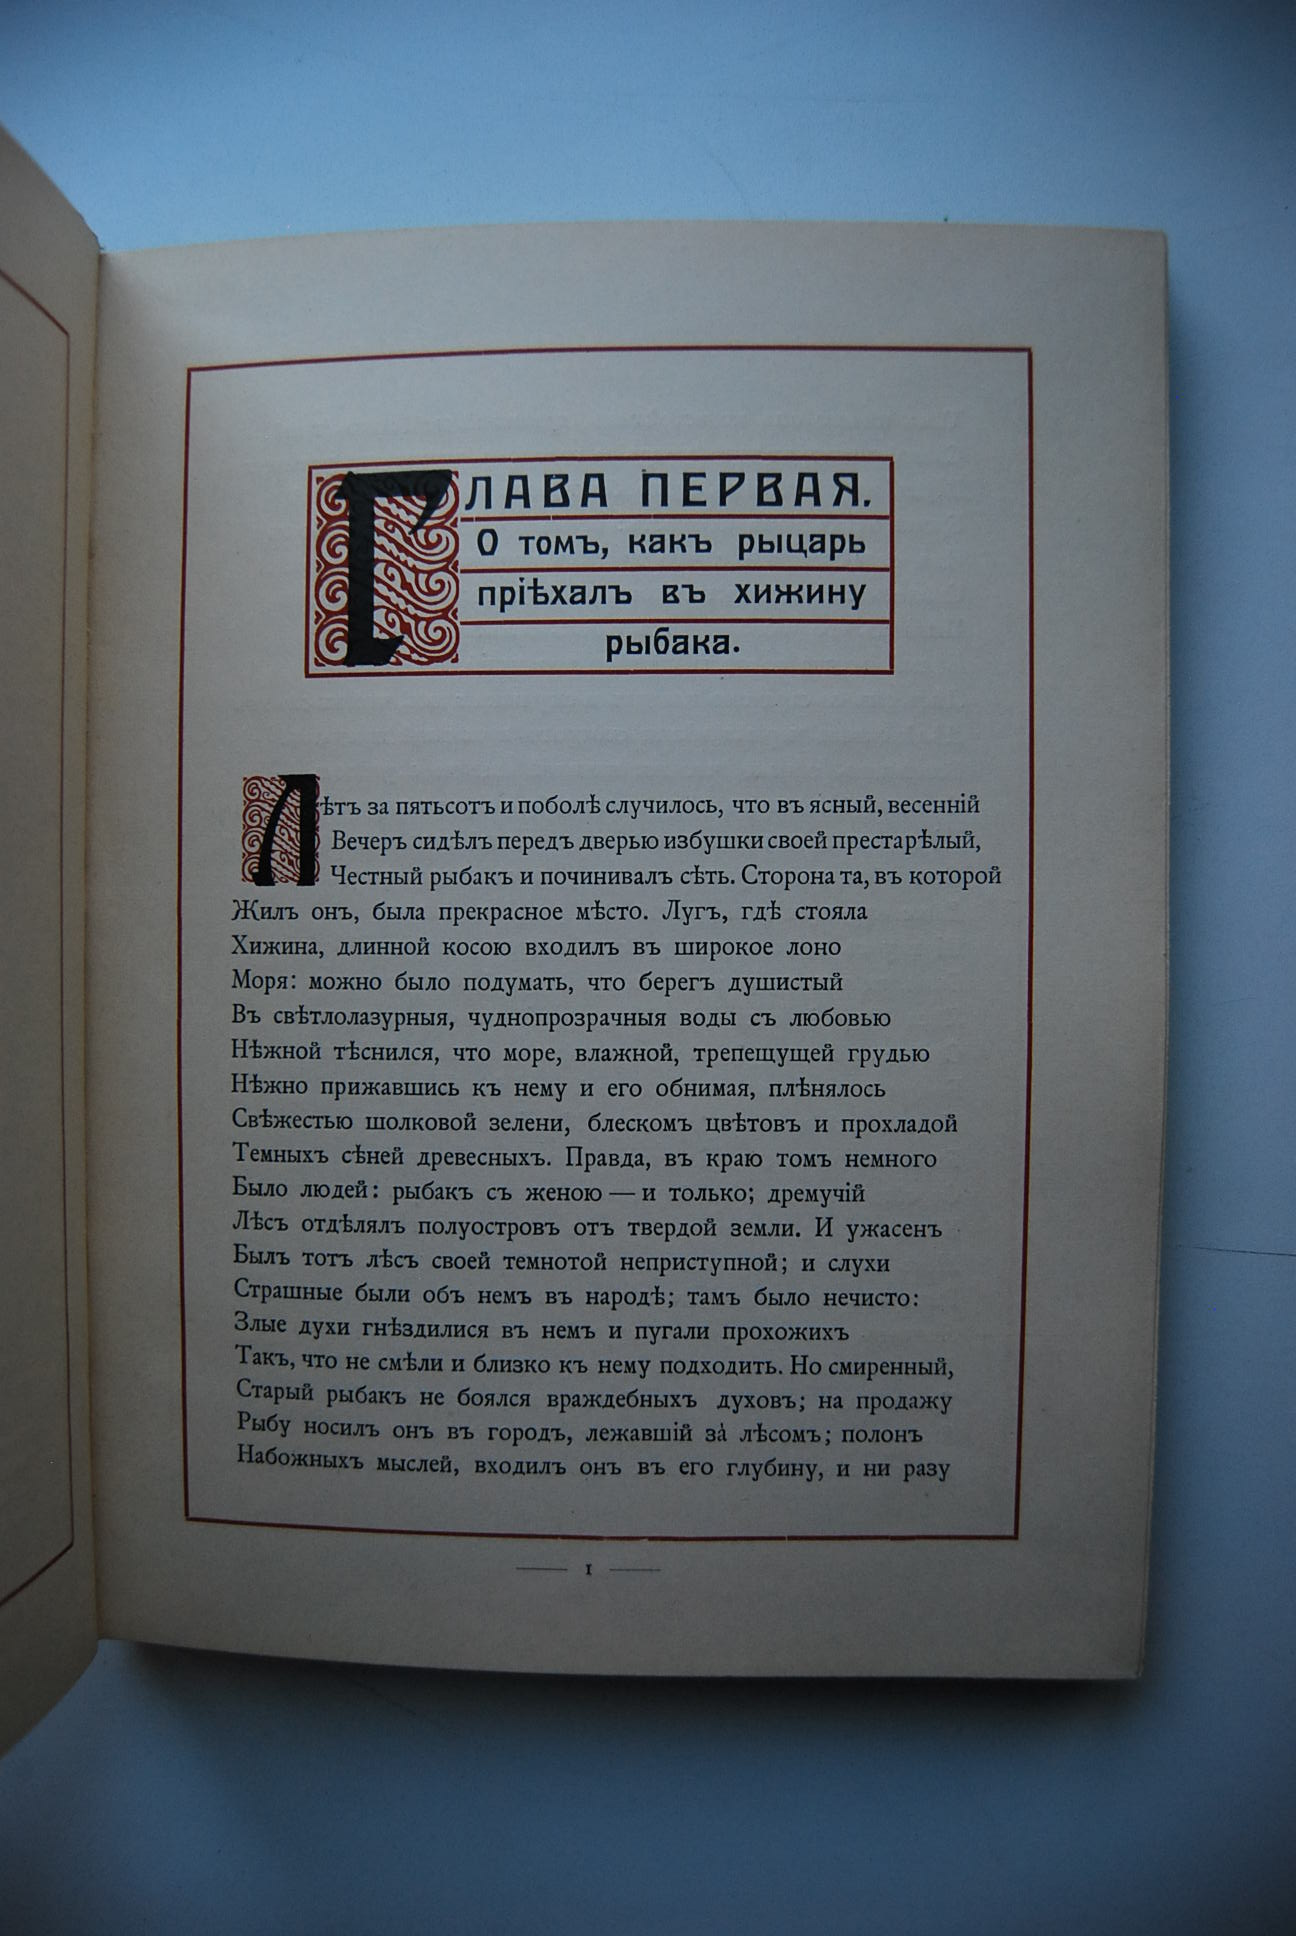 ГЛАВА ПЕРВАЯ.
О томъ, какъ рыцарь
пріѣхалъ въ хижину
рыбака.
Лѣтъ за пятьсотъ и поболѣ случилось, что въ ясный, весенній
Вечеръ сидѣлъ передъ дверью избушки своей престарѣлый,
Честный рыбакъ и починивалъ сѣть. Сторона та, въ которой
Жилъ онъ, была прекрасное мѣсто. Лугъ, гдѣ стояла
Хижина, длинной косою входилъ въ широкое лоно
Моря: можно было подумать, что берегъ душистый
Въ свѣтлолазурныя, чуднопрозрачныя воды съ любовью
Нѣжной тѣснился, что море, влажной, трепещущей грудью
Нѣжно прижавшись къ нему и его обнимая, плѣнялось
Свѣжестью шолковой зелени, блескомъ цвѣтовъ и прохладой
Темныхъ сѣней древесныхъ. Правда, въ краю томъ немного
Было людей: рыбакъ съ женою — и только; дремучій
Лѣсъ отдѣлялъ полуостровъ отъ твердой земли. И ужасенъ
Былъ тотъ лѣсъ своей темнотой неприступной; и слухи
Страшные были объ немъ въ народѣ; тамъ было нечисто:
Злые духи гнѣздилися въ немъ и пугали прохожихъ
Такъ, что не смѣли и близко къ нему подходить. Но смиренный,
Старый рыбакъ не боялся враждебныхъ духовъ; на продажу
Рыбу носилъ онъ въ городъ, лежавшій за́ лѣсомъ; полонъ
Набожныхъ мыслей, входилъ онъ въ его глубину, и ни разу
— 1 —